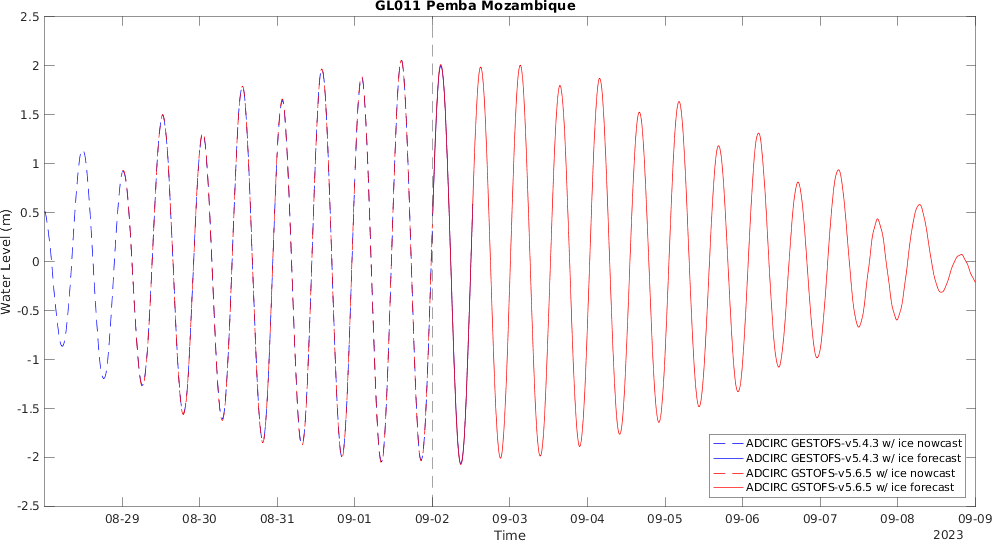 GL011 Pemba Mozambique
2.5
2
1.5
1
0.5
0
-0.5
-1
-1.5
-2
-2.5
Water Level (m)
ADCIRC GESTOFS-v5.4.3 w/ ice nowcast
ADCIRC GESTOFS-v5.4.3 w/ ice forecast
ADCIRC GSTOFS-v5.6.5 w/ ice nowcast
ADCIRC GSTOFS-v5.6.5 w/ ice forecast
08-29 08-30 08-31 09-01 09-02 09-03 09-04 09-05 09-06 09-07 09-08 09-09
Time
2023